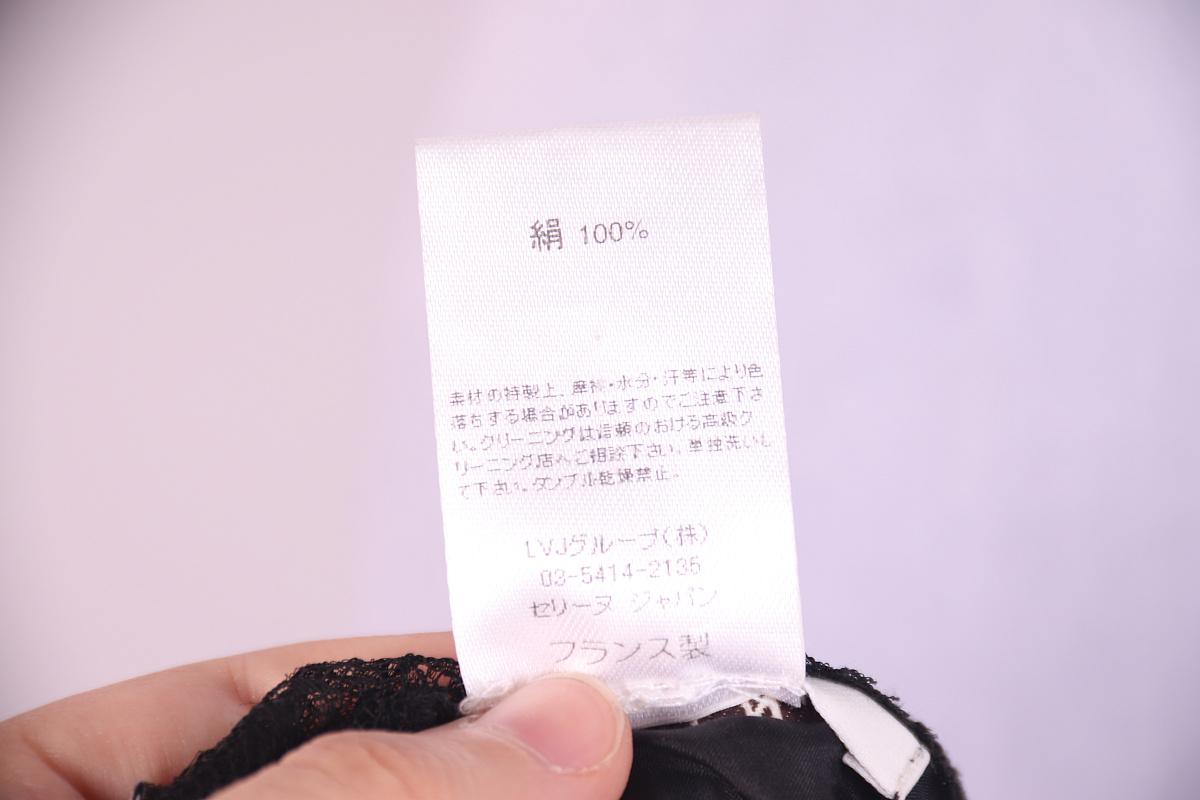 絹 100%
素材の特製上、摩擦・水分・汗等により色
落ちする場合がありますのでご注意下さ
い。クリーニングは信頼のおける高級ク
リーニング店へご相談下さい。単独洗いし
て下さい。タンブル乾燥禁止。
LVJグループ(株)
03-5414-2135
セリーヌ ジャパン
フランス製